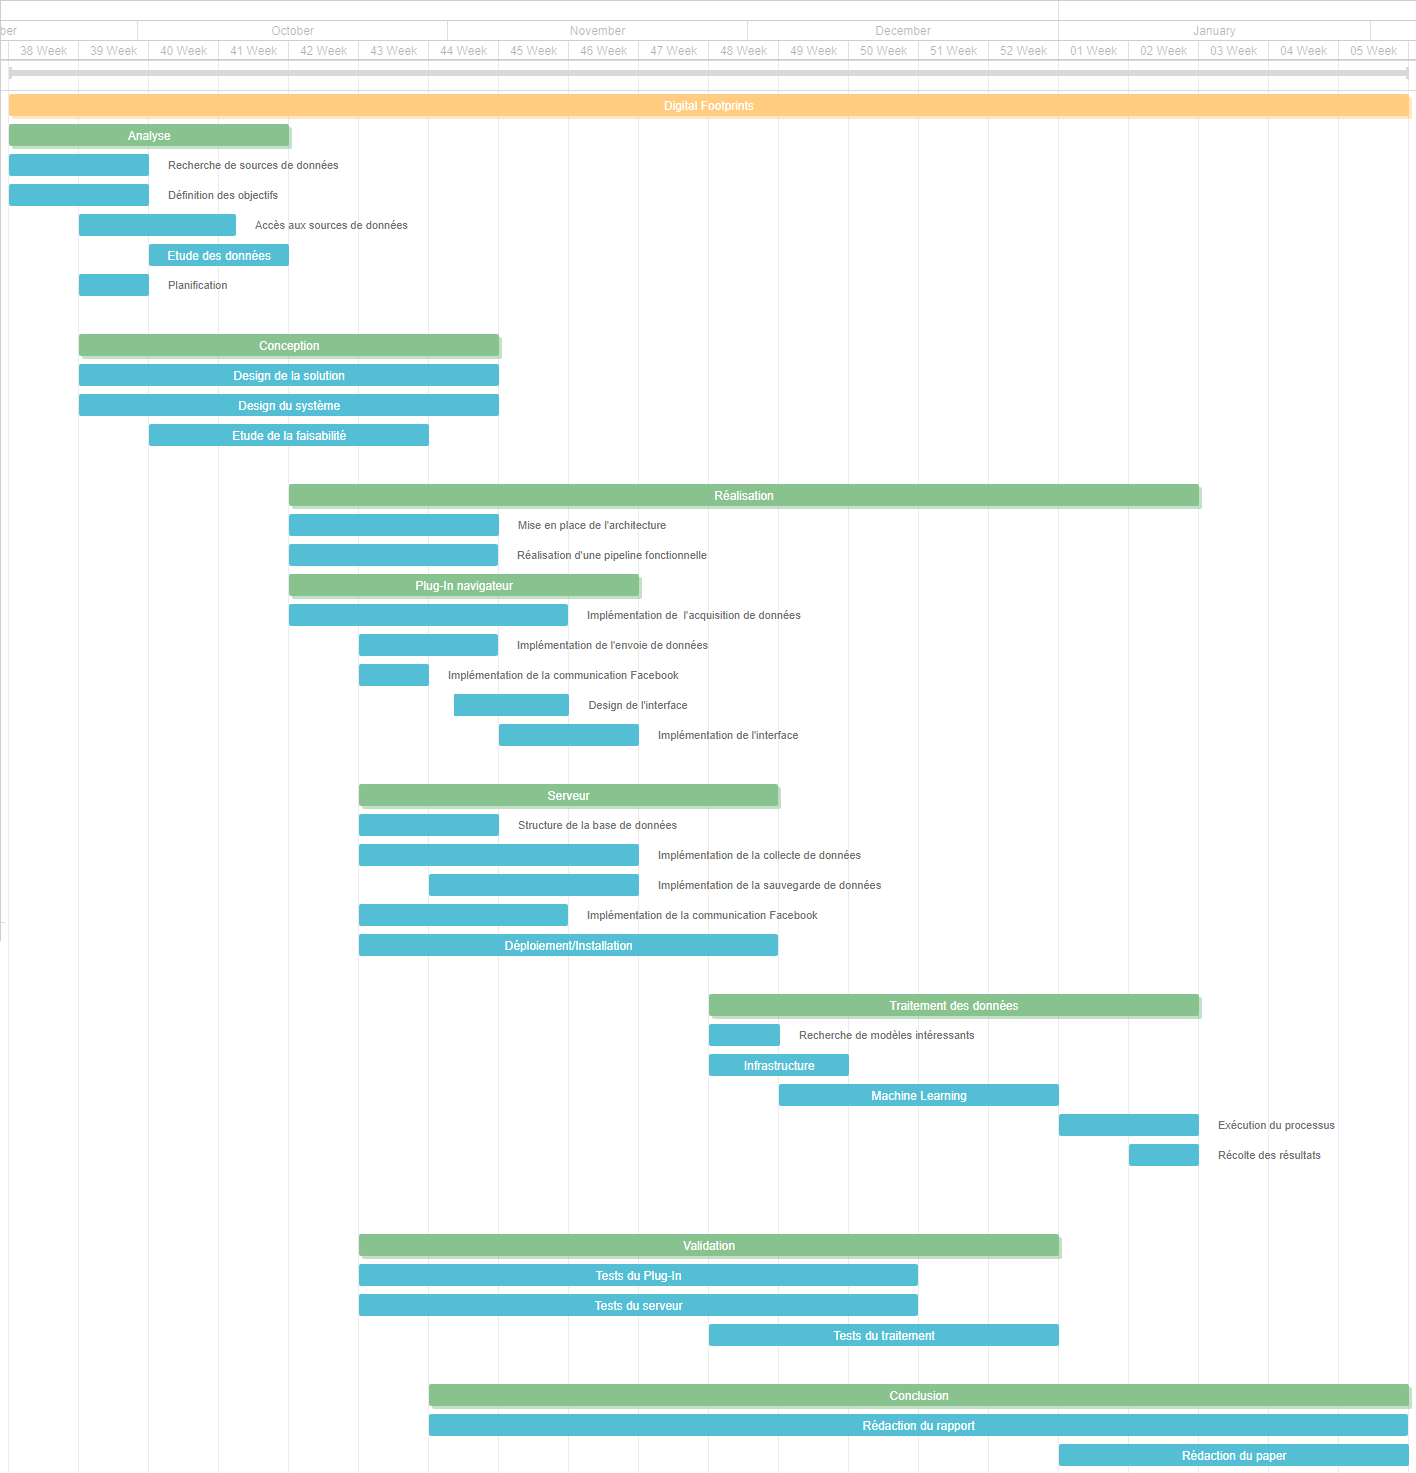 ber October November December January
38 Week 39 Week 40 Week 41 Week 42 Week 43 Week 44 Week 45 Week 46 Week 47 Week 48 Week 49 Week 50 Week 51 Week 52 Week 01 Week 02 Week 03 Week 04 Week 05 Week
Digital Footprints
Analyse
Recherche de sources de données
Définition des objectifs
Accès aux sources de données
Etude des données
Planification
Conception
Design de la solution
Design du système
Etude de la faisabilité
Réalisation
Mise en place de l'architecture
Réalisation d'une pipeline fonctionnelle
Plug-In navigateur
Implémentation de l'acquisition de données
Implémentation de l'envoie de données
Implémentation de la communication Facebook
Design de l'interface
Implémentation de l'interface
Serveur
Structure de la base de données
Implémentation de la collecte de données
Implémentation de la sauvegarde de données
Implémentation de la communication Facebook
Déploiement/Installation
Traitement des données
Recherche de modèles intéressants
Infrastructure
Machine Learning
Exécution du processus
Récolte des résultats
Validation
Tests du Plug-In
Tests du serveur
Tests du traitement
Conclusion
Rédaction du rapport
Rédaction du paper